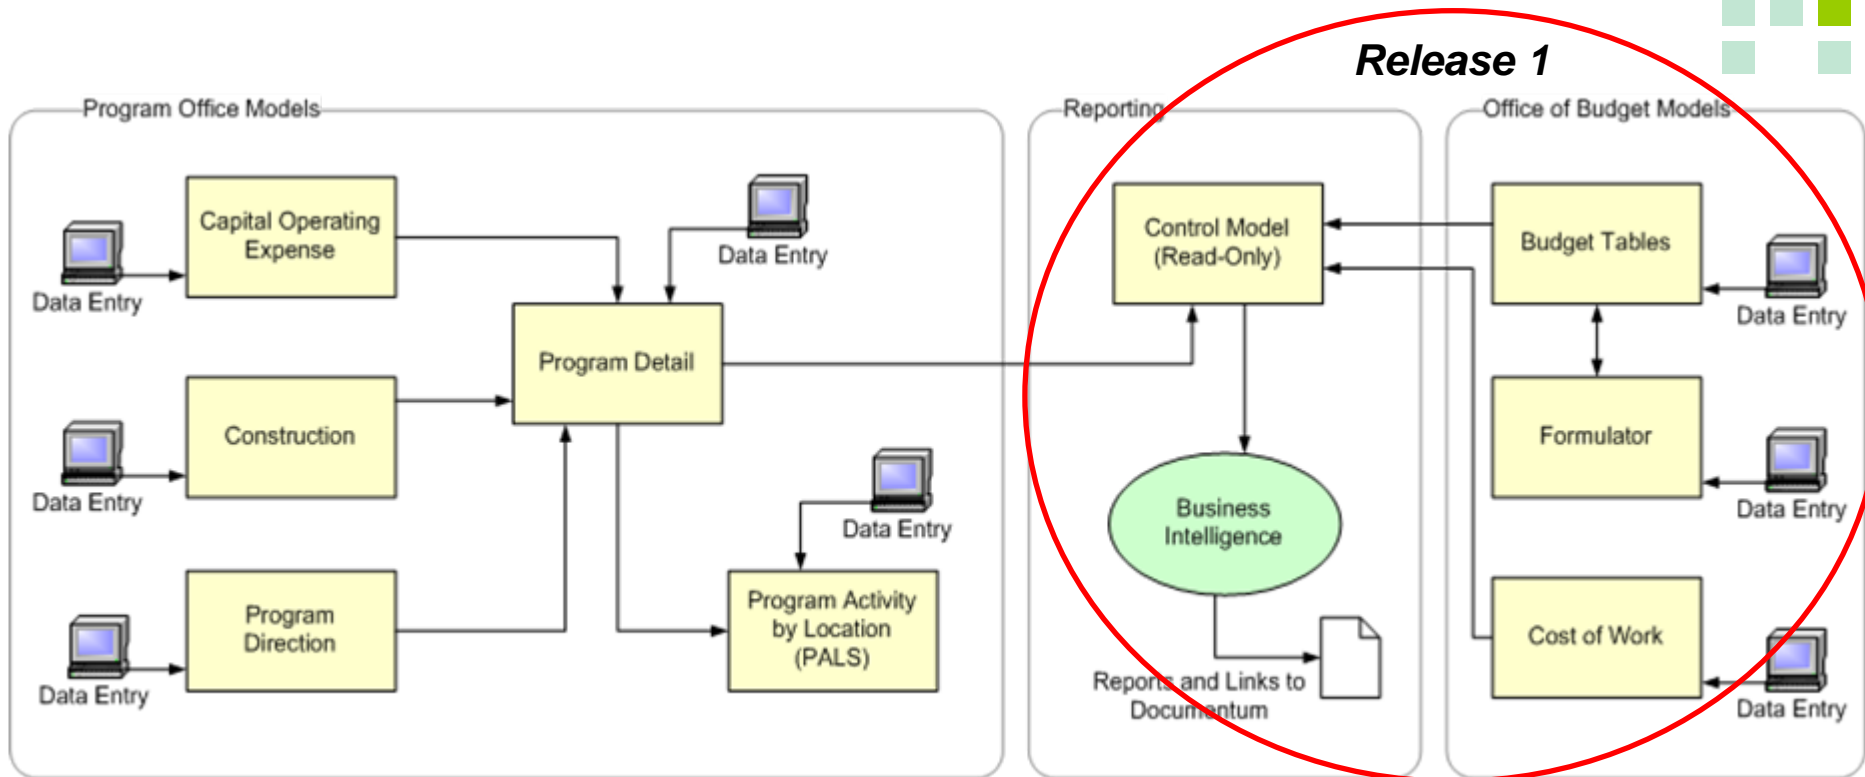 Release 1
Program Office Models
Capital Operating
Expense
Data Entry
Data Entry
Program Detail
Construction
Data Entry
Data Entry
Program
Direction
Data Entry
Program Activity
by Location
(PALS)
Reporting
Control Model
(Read-Only)
Business
Intelligence
Reports and Links to
Documentum
Office of Budget Models
Budget Tables
Data Entry
Formulator
Data Entry
Cost of Work
Data Entry